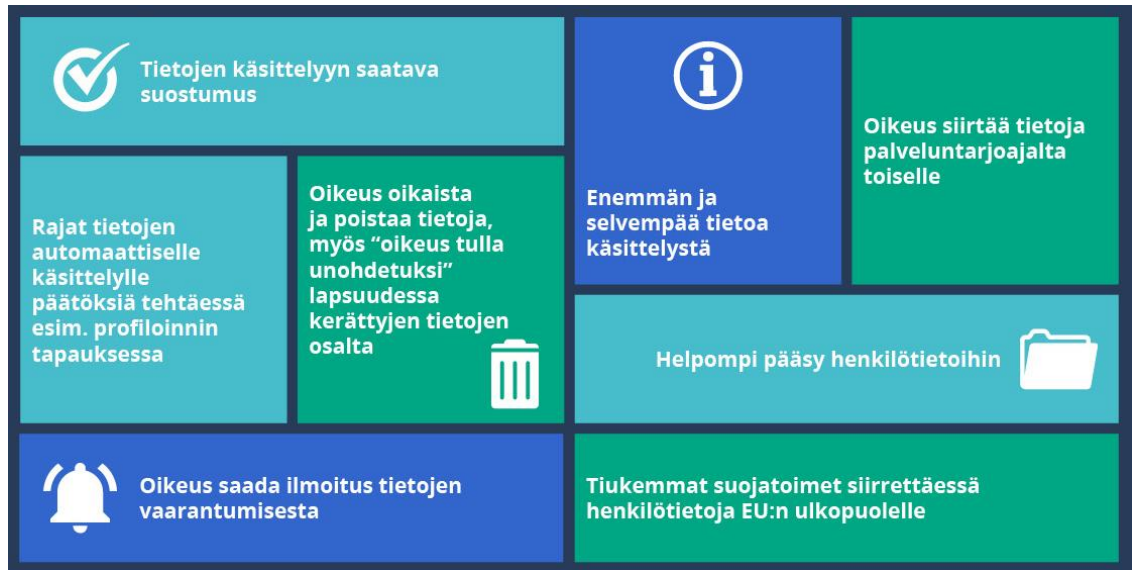 Tietojen käsittelyyn saatava
suostumus
Rajat tietojen
automaattiselle
käsittelylle
päätöksiä tehtäessä
esim. profiloinnin
tapauksessa
Oikeus oikaista
ja poistaa tietoja,
myös “oikeus tulla
unohdetuksi”
lapsuudessa
kerättyjen tietojen
osalta
Oikeus saada ilmoitus tietojen
vaarantumisesta
Enemmän ja
selvempää tietoa
käsittelystä
Oikeus siirtää tietoja
palveluntarjoajalta
toiselle
Helpompi pääsy henkilötietoihin
Tiukemmat suojatoimet siirrettäessä
henkilötietoja EU:n ulkopuolelle